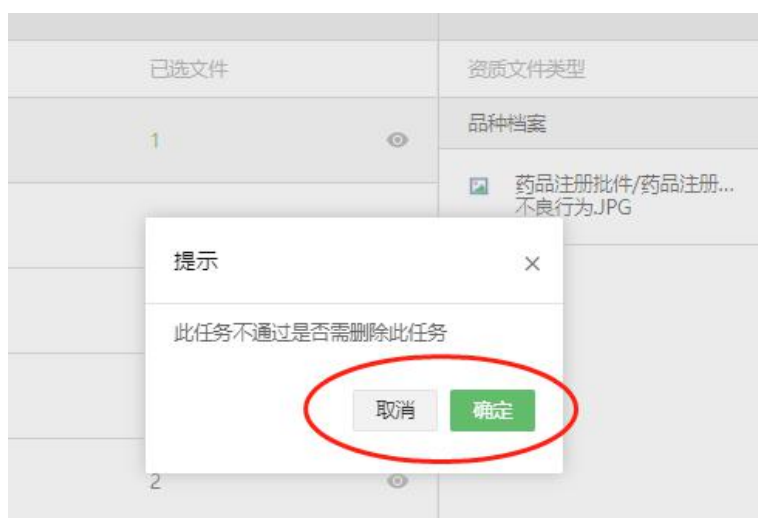 已选文件
资质文件类型
1
品种档案
药品注册批件/药品注册...
不良行为.JPG
提示
×
此任务不通过是否需删除此任务
取消
确定
2